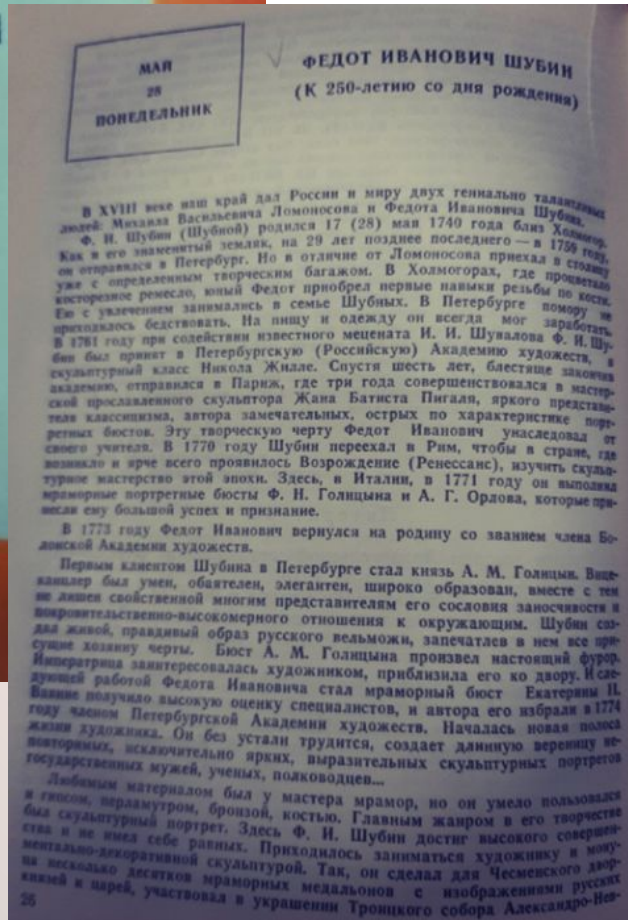 МАЙ
28
ПОНЕДЕЛЬНИК
ФЕДОТ ИВАНОВИЧ ШУБИН
(К 250-летию со дня рождения)
В XVIII веке наш край дал России и миру двух гениально талантливых
людей: Михаила Васильевича Ломоносова и Федота Ивановича Шубина.
Ф. И. Шубин (Шубной) родился 17 (28) мая 1740 года близ Холмогор.
Как и его знаменитый земляк, на 29 лет позднее последнего — в 1759 году,
он отправился в Петербург. Но в отличие от Ломоносова приехал в столицу
уже с определенным творческим багажом. В Холмогорах, где процветало
косторезное ремесло, юный Федот приобрел первые навыки резьбы по кости.
Ею с увлечением занимались в семье Шубных. В Петербурге помору не
приходилось бедствовать. На пищу и одежду он всегда мог заработать.
В 1761 году при содействии известного мецената И. И. Шувалова Ф. И. Шу-
бин был принят в Петербургскую (Российскую) Академию художеств, в
скульптурный класс Никола Жилле. Спустя шесть лет, блестяще закончив
академию, отправился в Париж, где три года совершенствовался в мастер-
ской прославленного скульптора Жана Батиста Пигаля, яркого представи-
теля классицизма, автора замечательных, острых по характеристике порт-
ретных бюстов. Эту творческую черту Федот Иванович унаследовал от
своего учителя. В 1770 году Шубин переехал в Рим, чтобы в стране, где
возникло и ярче всего проявилось Возрождение (Ренессанс), изучить скульп-
турное мастерство этой эпохи. Здесь, в Италии, в 1771 году он выполнил
мраморные портретные бюсты Ф. Н. Голицына и А. Г. Орлова, которые при-
несли ему большой успех и признание.
В 1773 году Федот Иванович вернулся на родину со званием члена Бо-
лонской Академии художеств.
Первым клиентом Шубина в Петербурге стал князь А. М. Голицын. Вице-
канцлер был умен, обаятелен, элегантен, широко образован, вместе с тем
не лишен свойственной многим представителям его сословия заносчивости и
покровительственно-высокомерного отношения к окружающим. Шубин соз-
дал живой, правдивый образ русского вельможи, запечатлев в нем все при-
сущие хозяину черты. Бюст А. М. Голицына произвел настоящий фурор.
Императрица заинтересовалась художником, приблизила его ко двору. И сле-
дующей работой Федота Ивановича стал мраморный бюст Екатерины II.
Ваяние получило высокую оценку специалистов, и автора его избрали в 1774
году членом Петербургской Академии художеств. Началась новая полоса
жизни художника. Он без устали трудится, создает длинную вереницу не-
повторимых, исключительно ярких, выразительных скульптурных портретов
государственных мужей, ученых, полководцев...
Любимым материалом был у мастера мрамор, но он умело пользовался
и гипсом, перламутром, бронзой, костью. Главным жанром в его творчестве
был скульптурный портрет. Здесь Ф. И. Шубин достиг высокого совершен-
ства и не имел себе равных. Приходилось заниматься художнику и мону-
ментально-декоративной скульптурой. Так, он сделал для Чесменского двор-
ца несколько десятков мраморных медальонов с изображениями русских
князей и царей, участвовал в украшении Троицкого собора Александро-Нев-
26